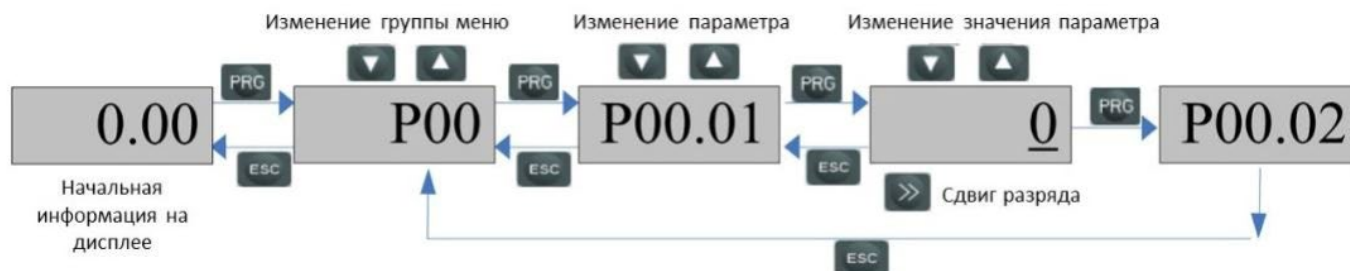 Изменение группы меню
Изменение параметра
Изменение значения параметра
PRG
PRG
PRG
PRG
0.00
P00
P00.01
0
P00.02
ESC
ESC
ESC
Начальная
информация на
дисплее
Сдвиг разряда
ESC